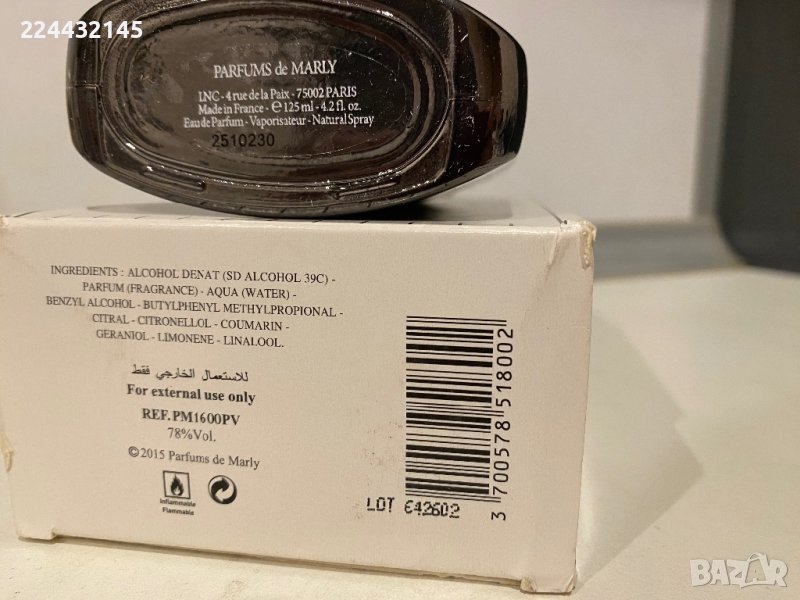 224432145
PARFUMS de MARLY
LNC - 4 rue de la Paix - 75002 PARIS
Made in France - ℮ 125 ml - 4.2 fl. oz.
Eau de Parfum - Vaporisateur - Natural Spray
2510230
INGREDIENTS : ALCOHOL DENAT (SD ALCOHOL 39C) -
PARFUM (FRAGRANCE) - AQUA (WATER) -
BENZYL ALCOHOL - BUTYLPHENYL METHYLPROPIONAL -
CITRAL - CITRONELLOL - COUMARIN -
GERANIOL - LIMONENE - LINALOOL.
للاستعمال الخارجي فقط
For external use only
REF.PM1600PV
78%Vol.
©2015 Parfums de Marly
Inflammable
Flammable
LOT €42602
3 700578 518002
BAZAR